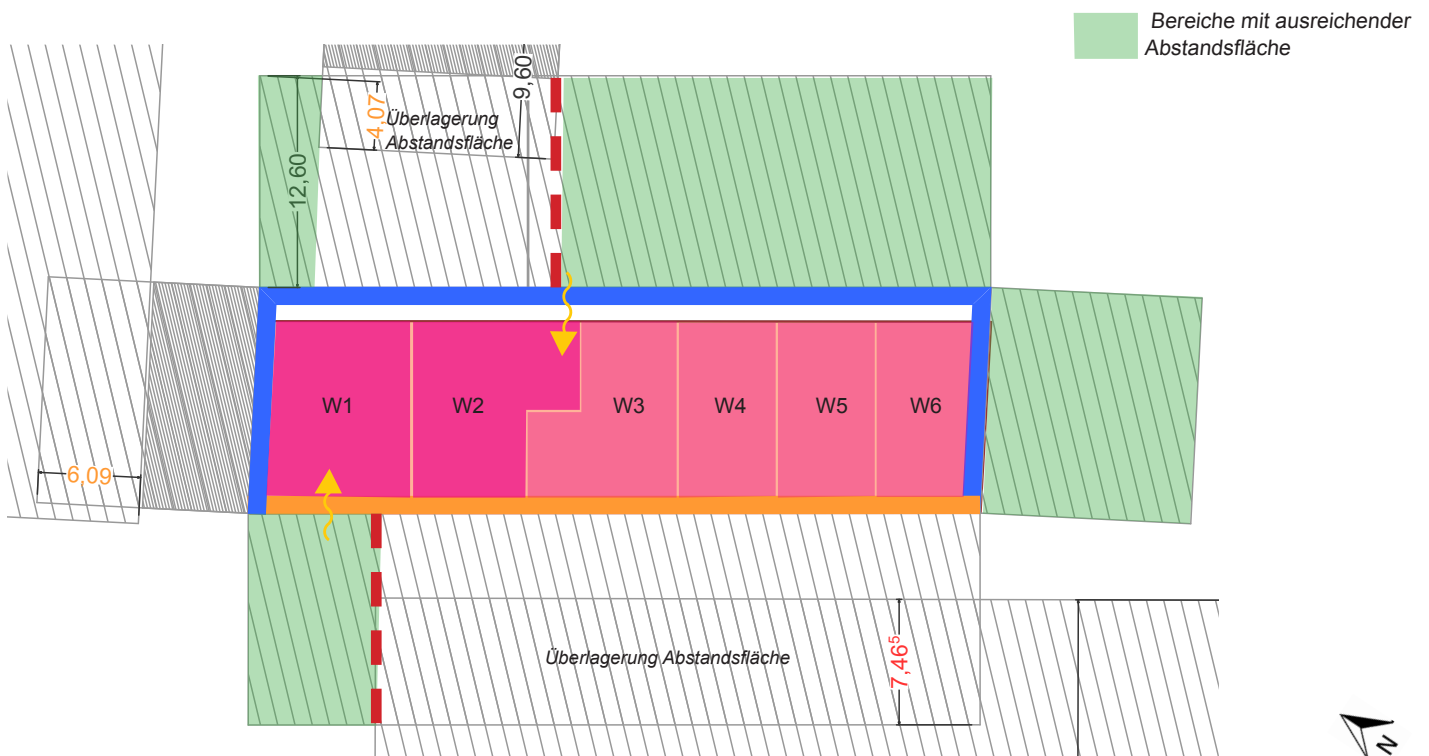 Bereiche mit ausreichender
Abstandsfläche
9,60
4,07
Überlagerung
Abstandsfläche
12,60
W1
W2
W3
W4
W5
W6
6,09
Überlagerung Abstandsfläche
7,46⁵
N